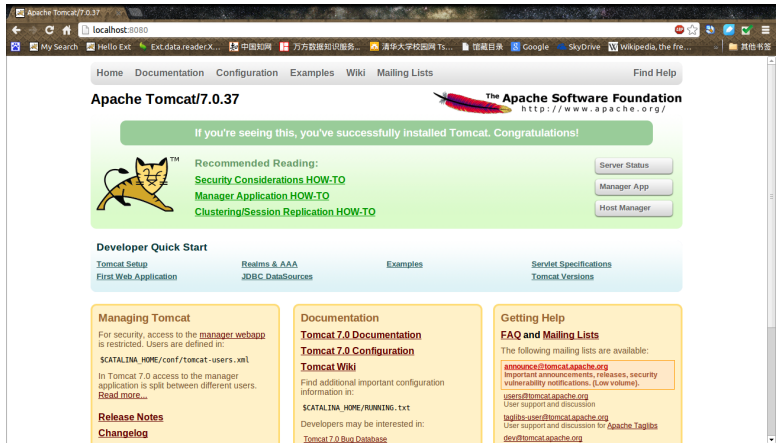 Apache Tomcat/7.0.37
localhost:8080
My Search Hello Ext Ext.data.reader.X... 中国知网 万方数据知识服务... 清华大学校园网 Ts... 馆藏目录 Google SkyDrive Wikipedia, the fre... » 其他书签
Home Documentation Configuration Examples Wiki Mailing Lists Find Help
Apache Tomcat/7.0.37
The Apache Software Foundation
http://www.apache.org/
If you're seeing this, you've successfully installed Tomcat. Congratulations!
TM
Recommended Reading:
Security Considerations HOW-TO
Manager Application HOW-TO
Clustering/Session Replication HOW-TO
Server Status
Manager App
Host Manager
Developer Quick Start
Tomcat Setup
First Web Application
Realms & AAA
JDBC DataSources
Examples
Servlet Specifications
Tomcat Versions
Managing Tomcat
For security, access to the manager webapp
is restricted. Users are defined in:
$CATALINA_HOME/conf/tomcat-users.xml
In Tomcat 7.0 access to the manager
application is split between different users.
Read more...
Release Notes
Changelog
Documentation
Tomcat 7.0 Documentation
Tomcat 7.0 Configuration
Tomcat Wiki
Find additional important configuration
information in:
$CATALINA_HOME/RUNNING.txt
Developers may be interested in:
Tomcat 7.0 Bug Database
Getting Help
FAQ and Mailing Lists
The following mailing lists are available:
announce@tomcat.apache.org
Important announcements, releases, security
vulnerability notifications. (Low volume).
users@tomcat.apache.org
User support and discussion
taglibs-user@tomcat.apache.org
User support and discussion for Apache Taglibs
dev@tomcat.apache.org